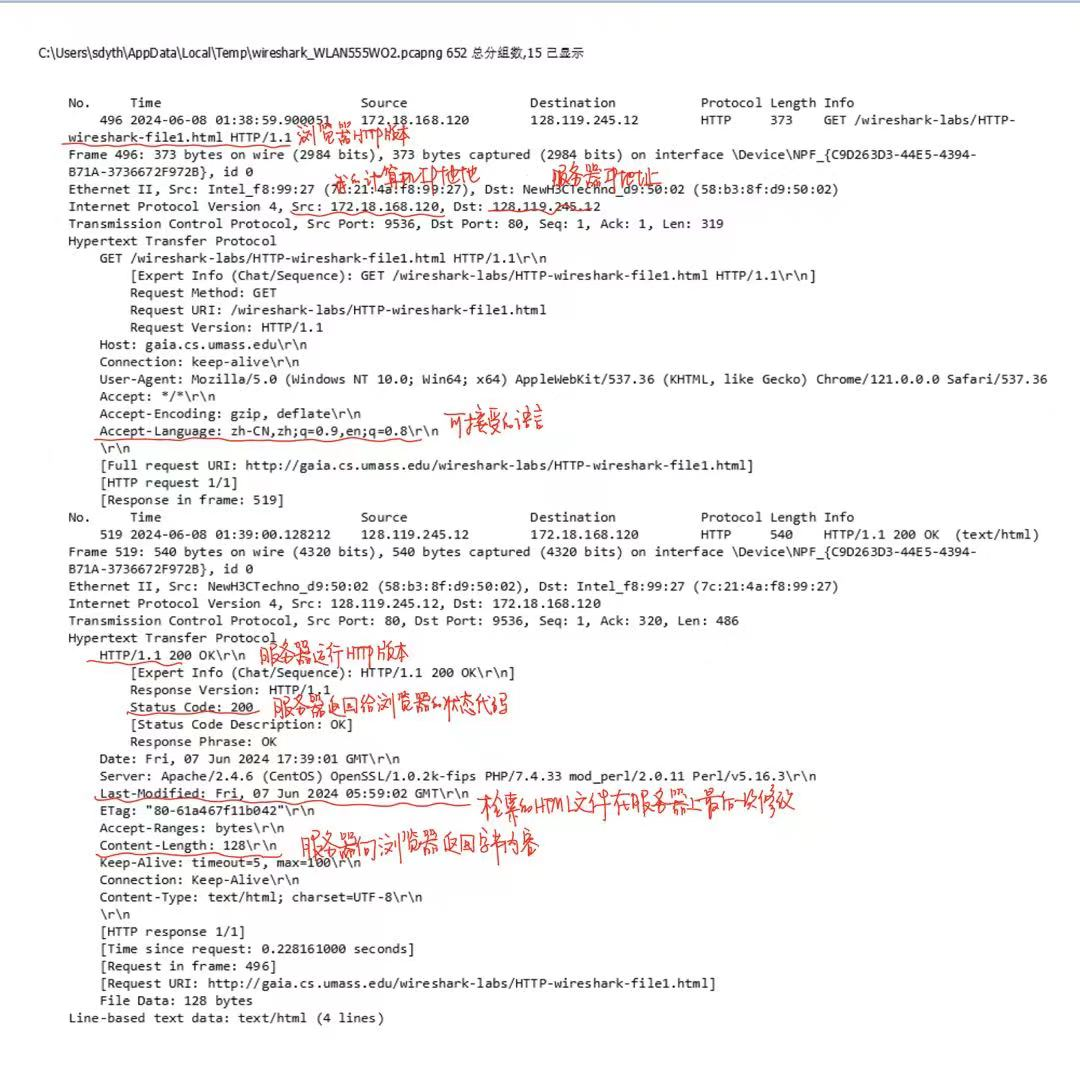 C:\Users\sdyth\AppData\Local\Temp\wireshark_WLAN555WO2.pcapng 652 总分组数,15 已显示
No. Time Source Destination Protocol Length Info
496 2024-06-08 01:38:59.900051 172.18.168.120 128.119.245.12 HTTP 373 GET /wireshark-labs/HTTP-
wireshark-file1.html HTTP/1.1 浏览器HTTP版本
Frame 496: 373 bytes on wire (2984 bits), 373 bytes captured (2984 bits) on interface \Device\NPF_{C9D263D3-44E5-4394-
B71A-3736672F972B}, id 0
我的计算机IP地址 服务器IP地址
Ethernet II, Src: Intel_f8:99:27 (7c:21:4a:f8:99:27), Dst: NewH3CTechno_d9:50:02 (58:b3:8f:d9:50:02)
Internet Protocol Version 4, Src: 172.18.168.120, Dst: 128.119.245.12
Transmission Control Protocol, Src Port: 9536, Dst Port: 80, Seq: 1, Ack: 1, Len: 319
Hypertext Transfer Protocol
GET /wireshark-labs/HTTP-wireshark-file1.html HTTP/1.1\r\n
[Expert Info (Chat/Sequence): GET /wireshark-labs/HTTP-wireshark-file1.html HTTP/1.1\r\n]
Request Method: GET
Request URI: /wireshark-labs/HTTP-wireshark-file1.html
Request Version: HTTP/1.1
Host: gaia.cs.umass.edu\r\n
Connection: keep-alive\r\n
User-Agent: Mozilla/5.0 (Windows NT 10.0; Win64; x64) AppleWebKit/537.36 (KHTML, like Gecko) Chrome/121.0.0.0 Safari/537.36
Accept: */*\r\n
Accept-Encoding: gzip, deflate\r\n
Accept-Language: zh-CN,zh;q=0.9,en;q=0.8\r\n 可接受的语言
\r\n
[Full request URI: http://gaia.cs.umass.edu/wireshark-labs/HTTP-wireshark-file1.html]
[HTTP request 1/1]
[Response in frame: 519]
No. Time Source Destination Protocol Length Info
519 2024-06-08 01:39:00.128212 128.119.245.12 172.18.168.120 HTTP 540 HTTP/1.1 200 OK (text/html)
Frame 519: 540 bytes on wire (4320 bits), 540 bytes captured (4320 bits) on interface \Device\NPF_{C9D263D3-44E5-4394-
B71A-3736672F972B}, id 0
Ethernet II, Src: NewH3CTechno_d9:50:02 (58:b3:8f:d9:50:02), Dst: Intel_f8:99:27 (7c:21:4a:f8:99:27)
Internet Protocol Version 4, Src: 128.119.245.12, Dst: 172.18.168.120
Transmission Control Protocol, Src Port: 80, Dst Port: 9536, Seq: 1, Ack: 320, Len: 486
Hypertext Transfer Protocol
HTTP/1.1 200 OK\r\n 服务器运行HTTP版本
[Expert Info (Chat/Sequence): HTTP/1.1 200 OK\r\n]
Response Version: HTTP/1.1
Status Code: 200 服务器返回给浏览器的状态代码
[Status Code Description: OK]
Response Phrase: OK
Date: Fri, 07 Jun 2024 17:39:01 GMT\r\n
Server: Apache/2.4.6 (CentOS) OpenSSL/1.0.2k-fips PHP/7.4.33 mod_perl/2.0.11 Perl/v5.16.3\r\n
Last-Modified: Fri, 07 Jun 2024 05:59:02 GMT\r\n 检索的HTML文件在服务器上最后一次修改
ETag: "80-61a467f11b042"\r\n
Accept-Ranges: bytes\r\n
Content-Length: 128\r\n 服务器向浏览器返回字节内容
Keep-Alive: timeout=5, max=100\r\n
Connection: Keep-Alive\r\n
Content-Type: text/html; charset=UTF-8\r\n
\r\n
[HTTP response 1/1]
[Time since request: 0.228161000 seconds]
[Request in frame: 496]
[Request URI: http://gaia.cs.umass.edu/wireshark-labs/HTTP-wireshark-file1.html]
File Data: 128 bytes
Line-based text data: text/html (4 lines)